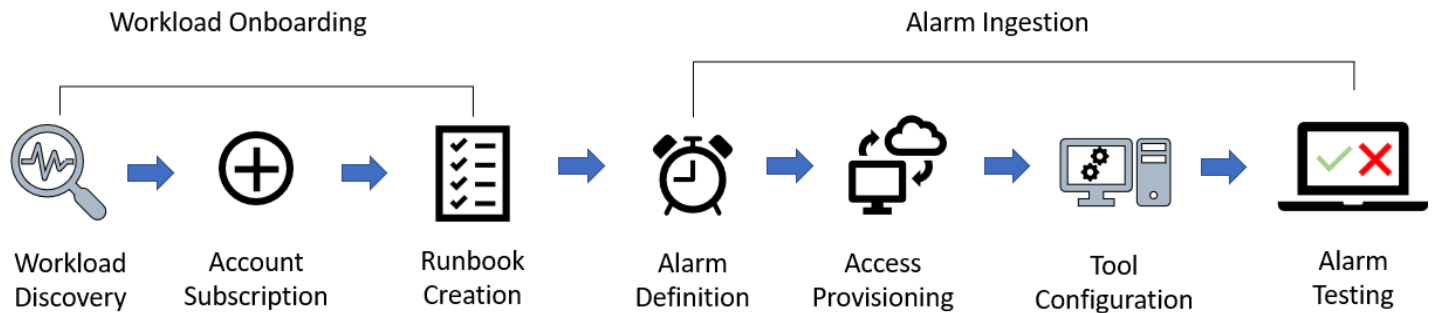 Workload Onboarding
Alarm Ingestion
Workload
Discovery
Account
Subscription
Runbook
Creation
Alarm
Definition
Access
Provisioning
Tool
Configuration
Alarm
Testing